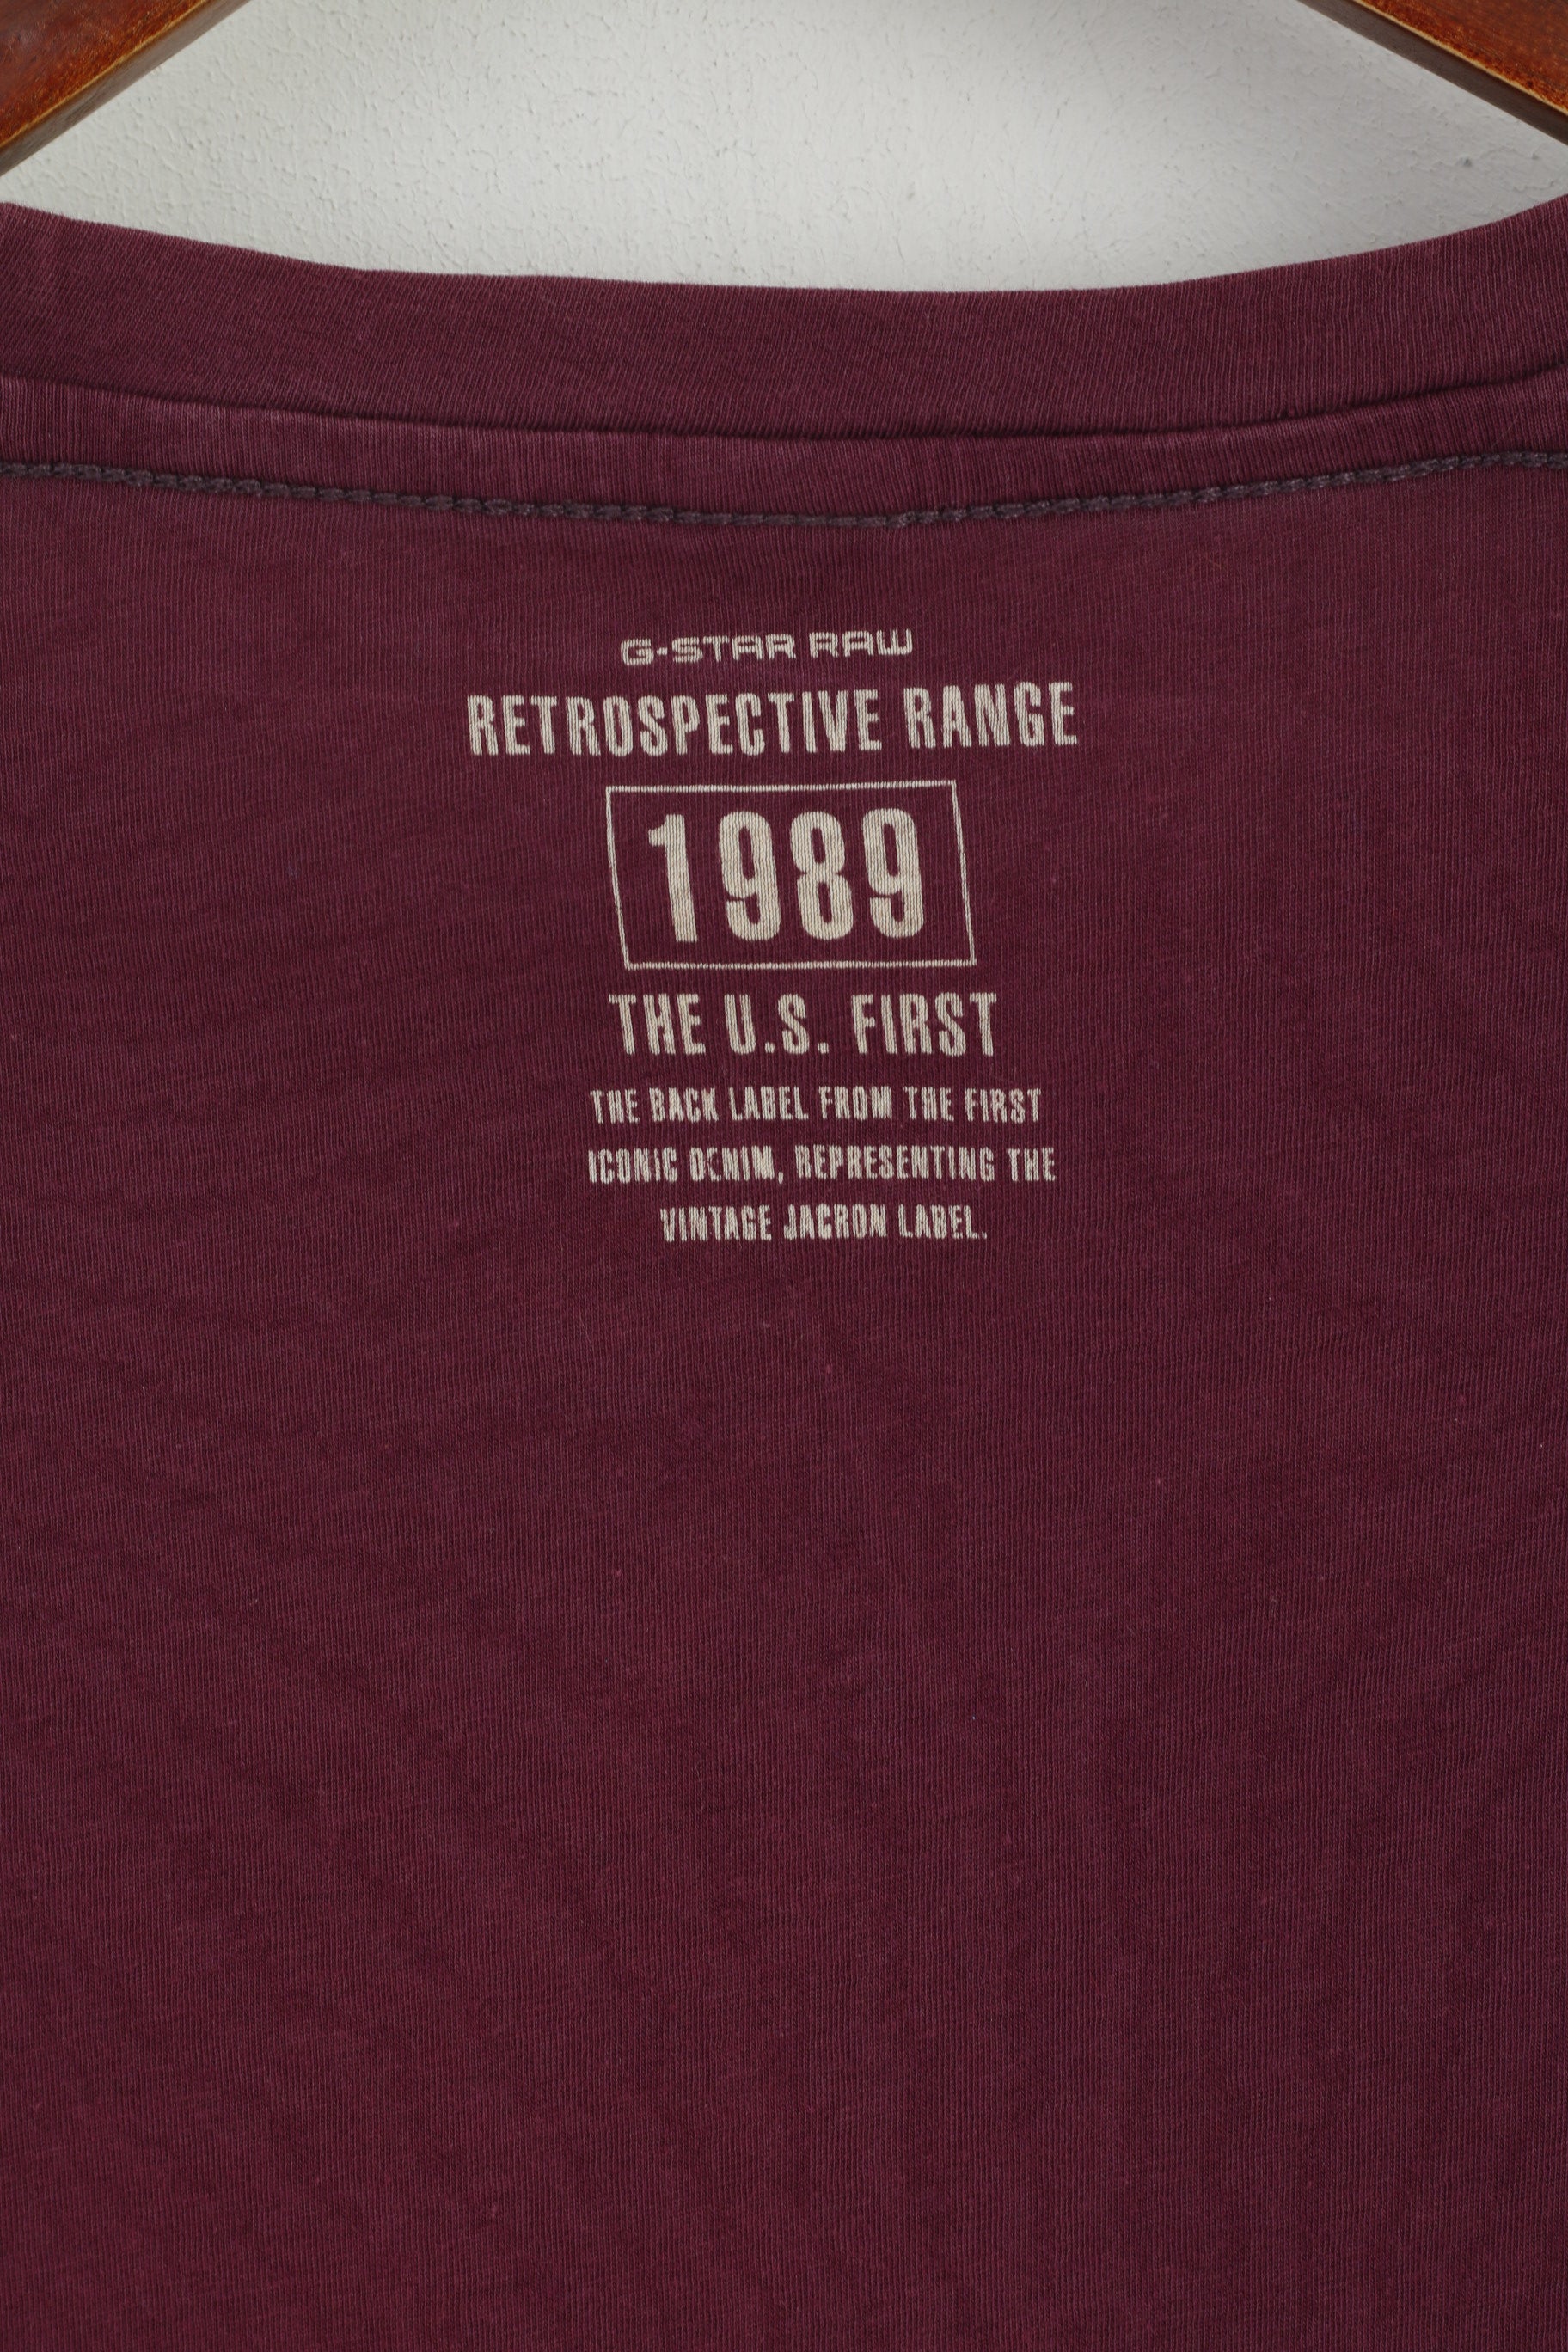 G-STAR RAW
RETROSPECTIVE RANGE
1989
THE U.S. FIRST
THE BACK LABEL FROM THE FIRST
ICONIC DENIM, REPRESENTING THE
VINTAGE JACRON LABEL.